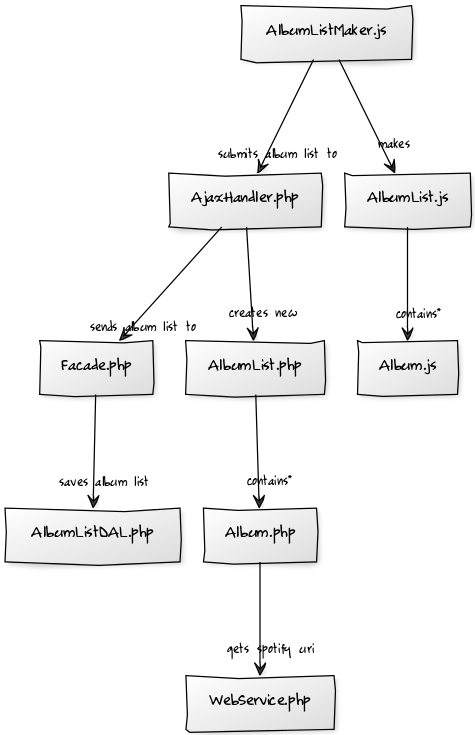 AlbumListMaker.js
submits album list to
makes
AjaxHandler.php
AlbumList.js
sends album list to
creates new
contains*
Facade.php
AlbumList.php
Album.js
saves album list
contains*
AlbumListDAL.php
Album.php
gets spotify uri
WebService.php